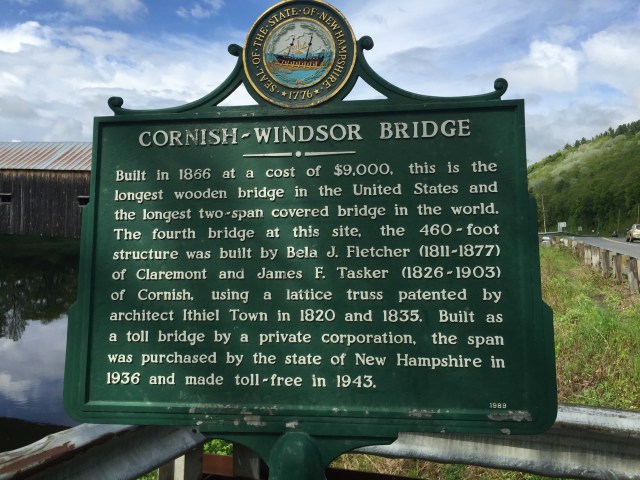 SEAL·OF·THE·STATE·OF·NEW HAMPSHIRE
★1776★
CORNISH-WINDSOR BRIDGE
Built in 1866 at a cost of $9,000, this is the
longest wooden bridge in the United States and
the longest two-span covered bridge in the world.
The fourth bridge at this site, the 460-foot
structure was built by Bela J. Fletcher (1811-1877)
of Claremont and James F. Tasker (1826-1903)
of Cornish, using a lattice truss patented by
architect Ithiel Town in 1820 and 1835. Built as
a toll bridge by a private corporation, the span
was purchased by the state of New Hampshire in
1936 and made toll-free in 1943.
1989